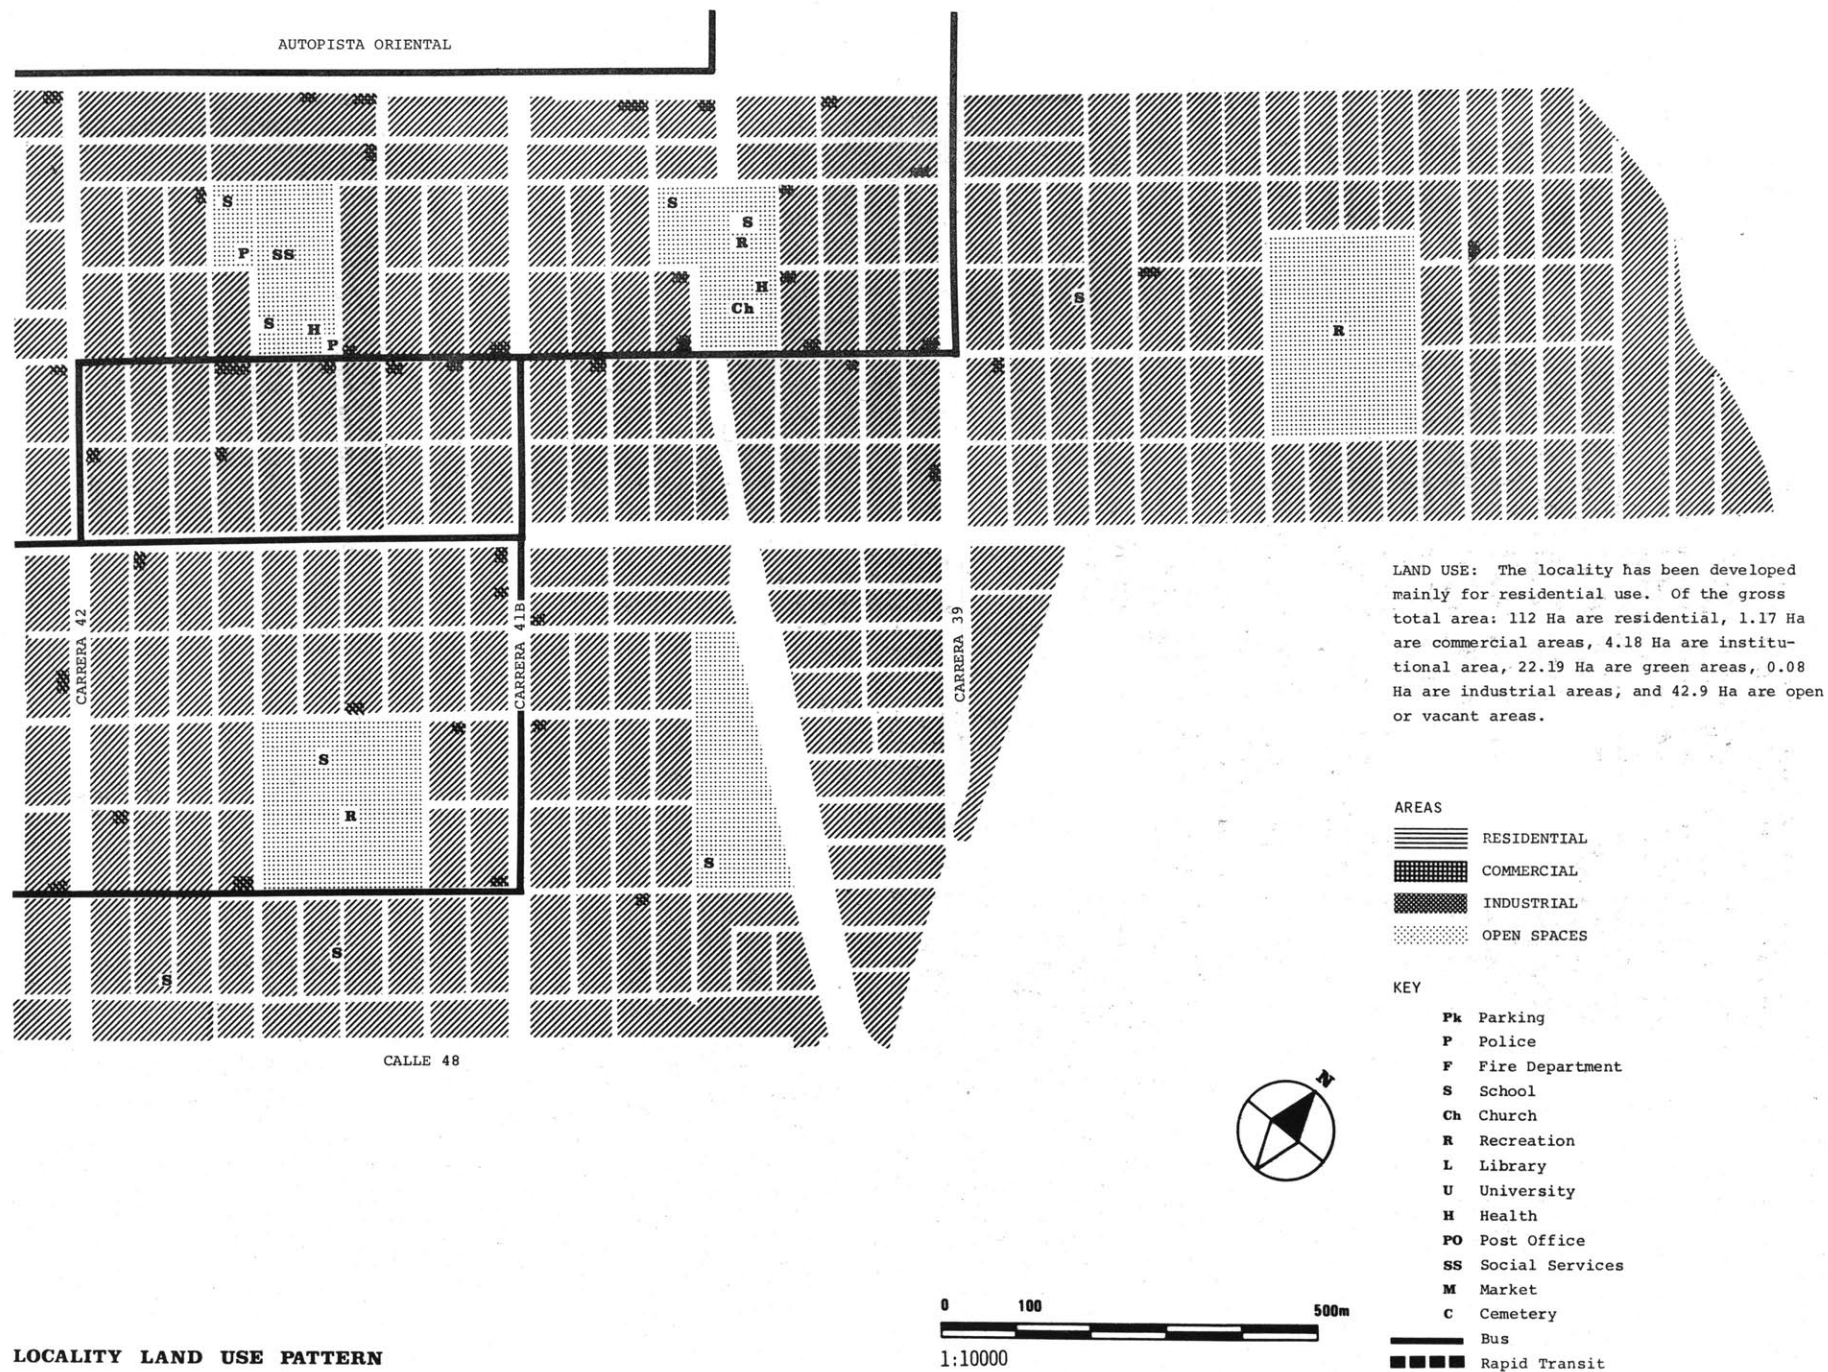 AUTOPISTA ORIENTAL
S
S
S
P
SS
R
H
Ch
S
S
H
P
R
CARRERA 42
CARRERA 41B
CARRERA 39
S
R
S
S
S
CALLE 48
LAND USE: The locality has been developed
mainly for residential use. Of the gross
total area: 112 Ha are residential, 1.17 Ha
are commercial areas, 4.18 Ha are institu-
tional area, 22.19 Ha are green areas, 0.08
Ha are industrial areas, and 42.9 Ha are open
or vacant areas.
AREAS
RESIDENTIAL
COMMERCIAL
INDUSTRIAL
OPEN SPACES
KEY
Pk Parking
P Police
F Fire Department
S School
Ch Church
R Recreation
L Library
U University
H Health
PO Post Office
SS Social Services
M Market
C Cemetery
Bus
Rapid Transit
N
0 100 500m
1:10000
LOCALITY LAND USE PATTERN